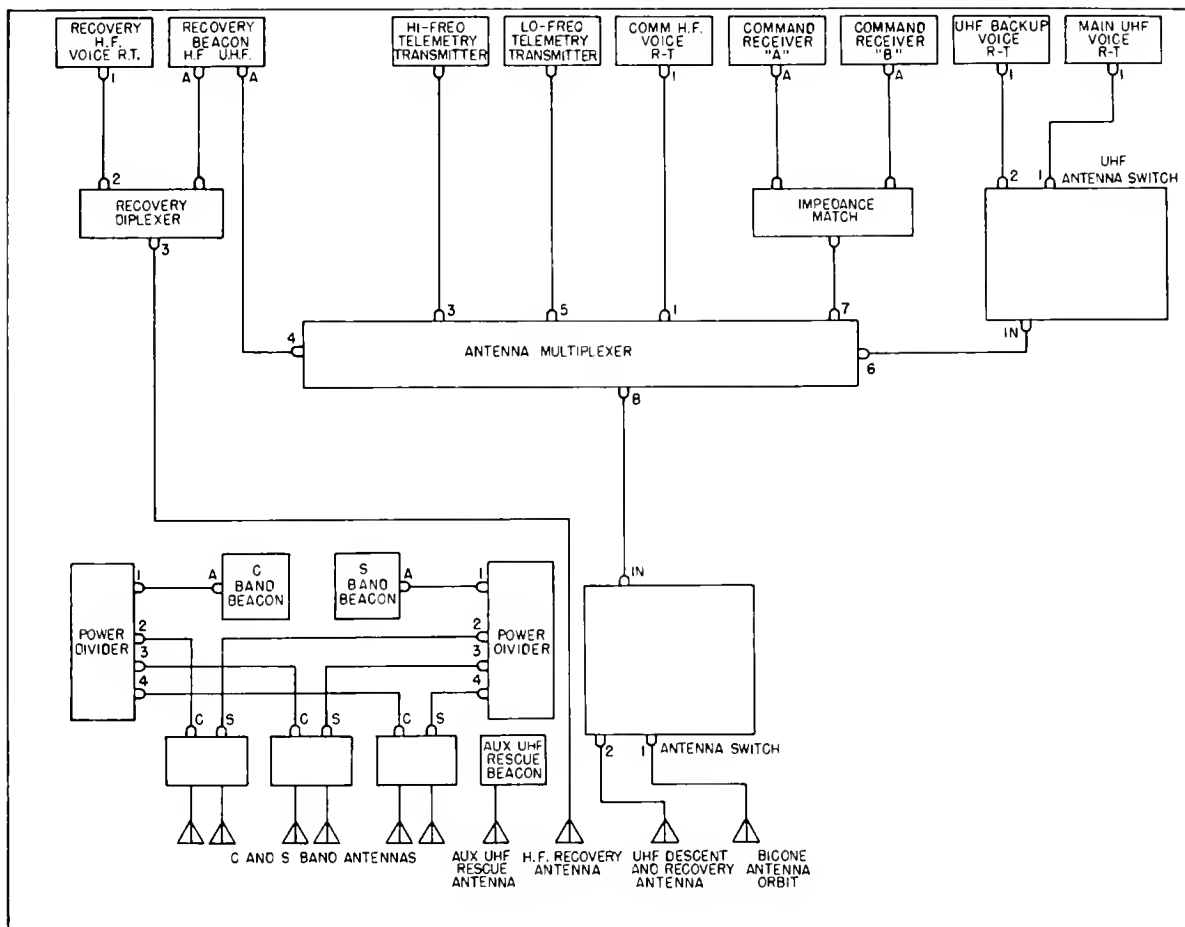 RECOVERY
H.F.
VOICE R.T.
RECOVERY
BEACON
H.F. U.H.F.
HI-FREQ
TELEMETRY
TRANSMITTER
LO-FREQ
TELEMETRY
TRANSMITTER
COMM H.F.
VOICE
R-T
COMMAND
RECEIVER
"A"
COMMAND
RECEIVER
"B"
UHF BACKUP
VOICE
R-T
MAIN UHF
VOICE
R-T
1
A
A
1
A
A
1
1
2
RECOVERY
DIPLEXER
3
IMPEDANCE
MATCH
2
1
UHF
ANTENNA SWITCH
IN
3
5
1
7
4
ANTENNA MULTIPLEXER
6
8
1
A
C
BAND
BEACON
S
BAND
BEACON
A
1
IN
POWER
DIVIDER
2
3
4
2
3
4
POWER
DIVIDER
C
S
C
S
C
S
AUX UHF
RESCUE
BEACON
2
1
ANTENNA SWITCH
C AND S BAND ANTENNAS
AUX UHF
RESCUE
ANTENNA
H.F. RECOVERY
ANTENNA
UHF DESCENT
AND RECOVERY
ANTENNA
BICONE
ANTENNA
ORBIT